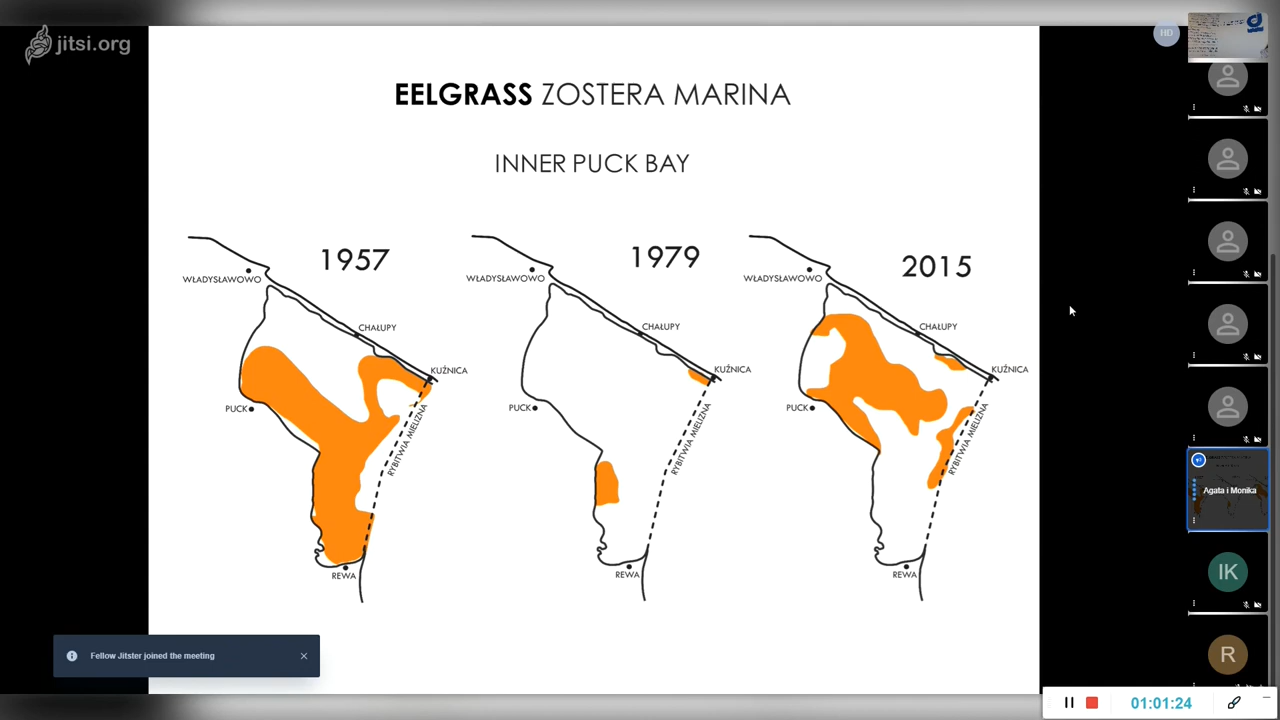 jitsi.org
HD
EELGRASS ZOSTERA MARINA
INNER PUCK BAY
1957
WŁADYSŁAWOWO
CHAŁUPY
KUŹNICA
PUCK
RYBITWIA MIELIZNA
REWA
1979
WŁADYSŁAWOWO
CHAŁUPY
KUŹNICA
PUCK
RYBITWIA MIELIZNA
REWA
2015
WŁADYSŁAWOWO
CHAŁUPY
KUŹNICA
PUCK
RYBITWIA MIELIZNA
REWA
Agata i Monika
IK
R
Fellow Jitster joined the meeting
01:01:24